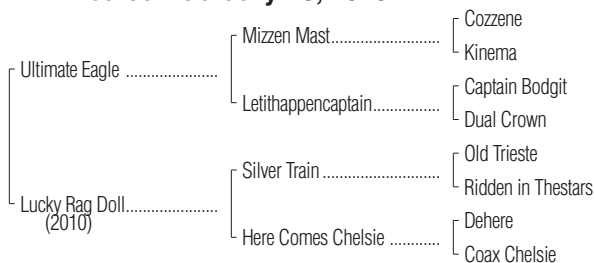 Cozzene
Mizzen Mast
Kinema
Ultimate Eagle
Captain Bodgit
Letithappencaptain
Dual Crown
Old Trieste
Silver Train
Ridden in Thestars
Lucky Rag Doll
(2010)
Dehere
Here Comes Chelsie
Coax Chelsie